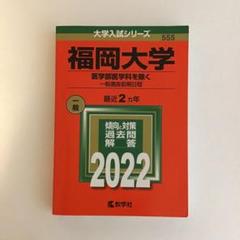 大学入試シリーズ
555
福岡大学
医学部医学科を除く
一般選抜前期日程
最近2ヵ年
一般
傾向と対策
過去問
解答
2022
教学社